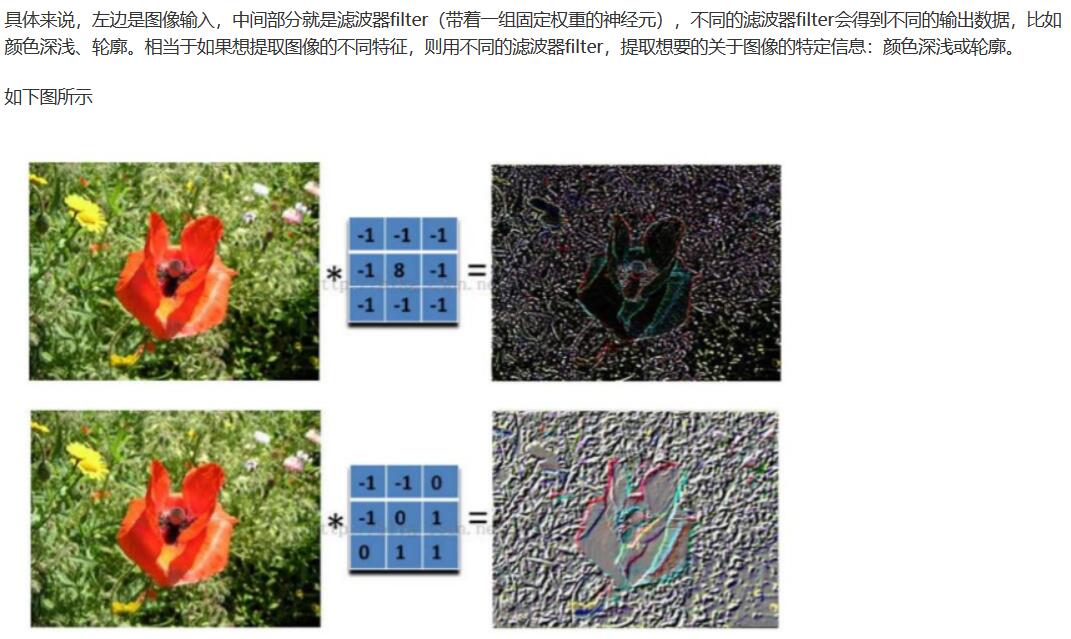 具体来说，左边是图像输入，中间部分就是滤波器filter（带着一组固定权重的神经元），不同的滤波器filter会得到不同的输出数据，比如
颜色深浅、轮廓。相当于如果想提取图像的不同特征，则用不同的滤波器filter，提取想要的关于图像的特定信息：颜色深浅或轮廓。
如下图所示
-1 -1 -1
* -1 8 -1 =
-1 -1 -1
-1 -1 0
* -1 0 1 =
0 1 1